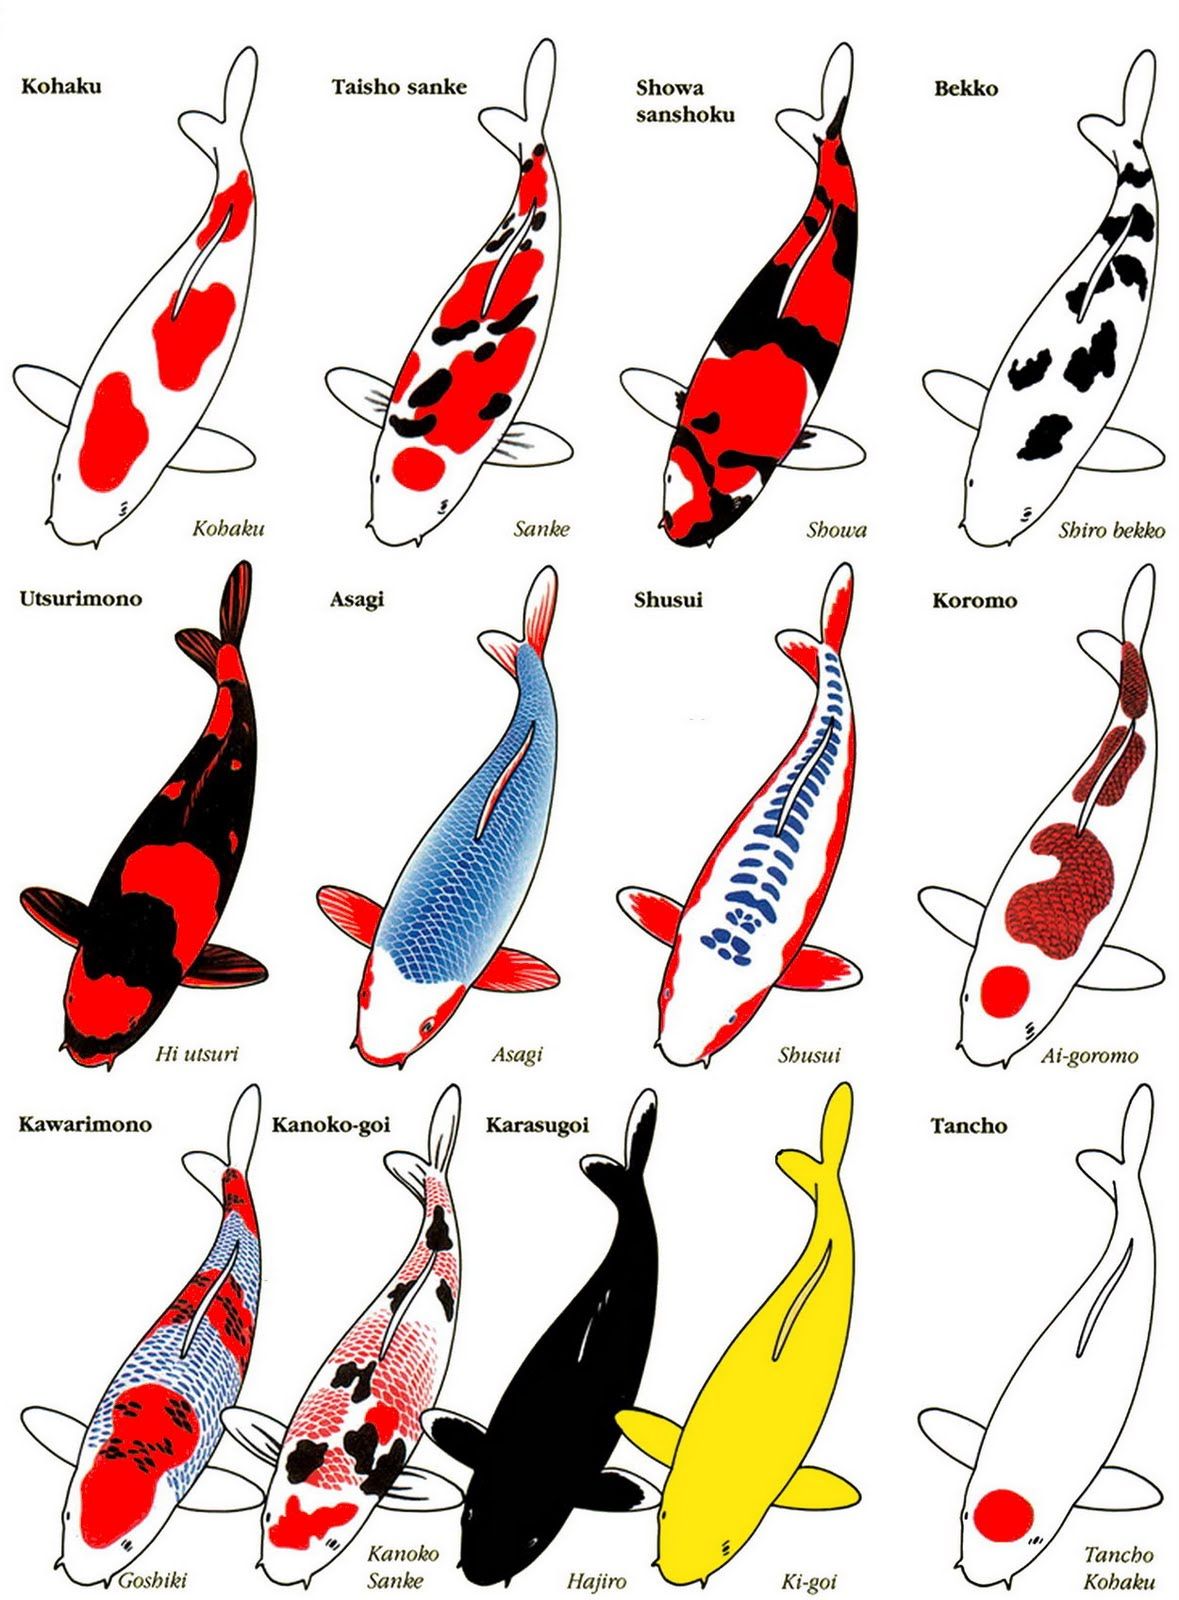 Kohaku
Taisho sanke
Showa
sanshoku
Bekko
Kohaku
Sanke
Showa
Shiro bekko
Utsurimono
Asagi
Shusui
Koromo
Hi utsuri
Asagi
Shusui
Ai-goromo
Kawarimono
Kanoko-goi
Karasugoi
Tancho
Goshiki
Kanoko
Sanke
Hajiro
Ki-goi
Tancho
Kohaku